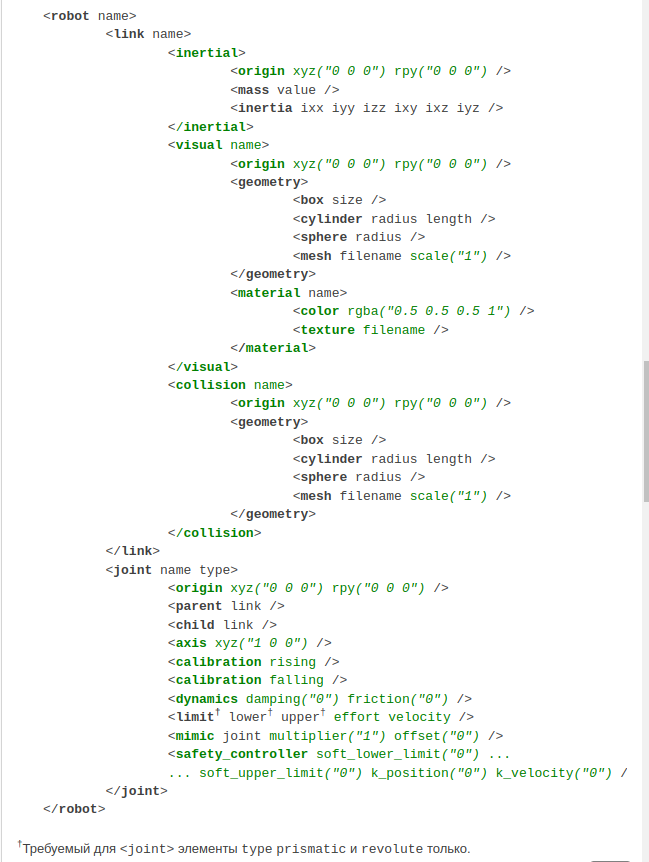 <robot name>
<link name>
<inertial>
<origin xyz("0 0 0") rpy("0 0 0") />
<mass value />
<inertia ixx iyy izz ixy ixz iyz />
</inertial>
<visual name>
<origin xyz("0 0 0") rpy("0 0 0") />
<geometry>
<box size />
<cylinder radius length />
<sphere radius />
<mesh filename scale("1") />
</geometry>
<material name>
<color rgba("0.5 0.5 0.5 1") />
<texture filename />
</material>
</visual>
<collision name>
<origin xyz("0 0 0") rpy("0 0 0") />
<geometry>
<box size />
<cylinder radius length />
<sphere radius />
<mesh filename scale("1") />
</geometry>
</collision>
</link>
<joint name type>
<origin xyz("0 0 0") rpy("0 0 0") />
<parent link />
<child link />
<axis xyz("1 0 0") />
<calibration rising />
<calibration falling />
<dynamics damping("0") friction("0") />
<limit† lower† upper† effort velocity />
<mimic joint multiplier("1") offset("0") />
<safety_controller soft_lower_limit("0") ...
... soft_upper_limit("0") k_position("0") k_velocity("0") /
</joint>
</robot>
†Требуемый для <joint> элементы type prismatic и revolute только.